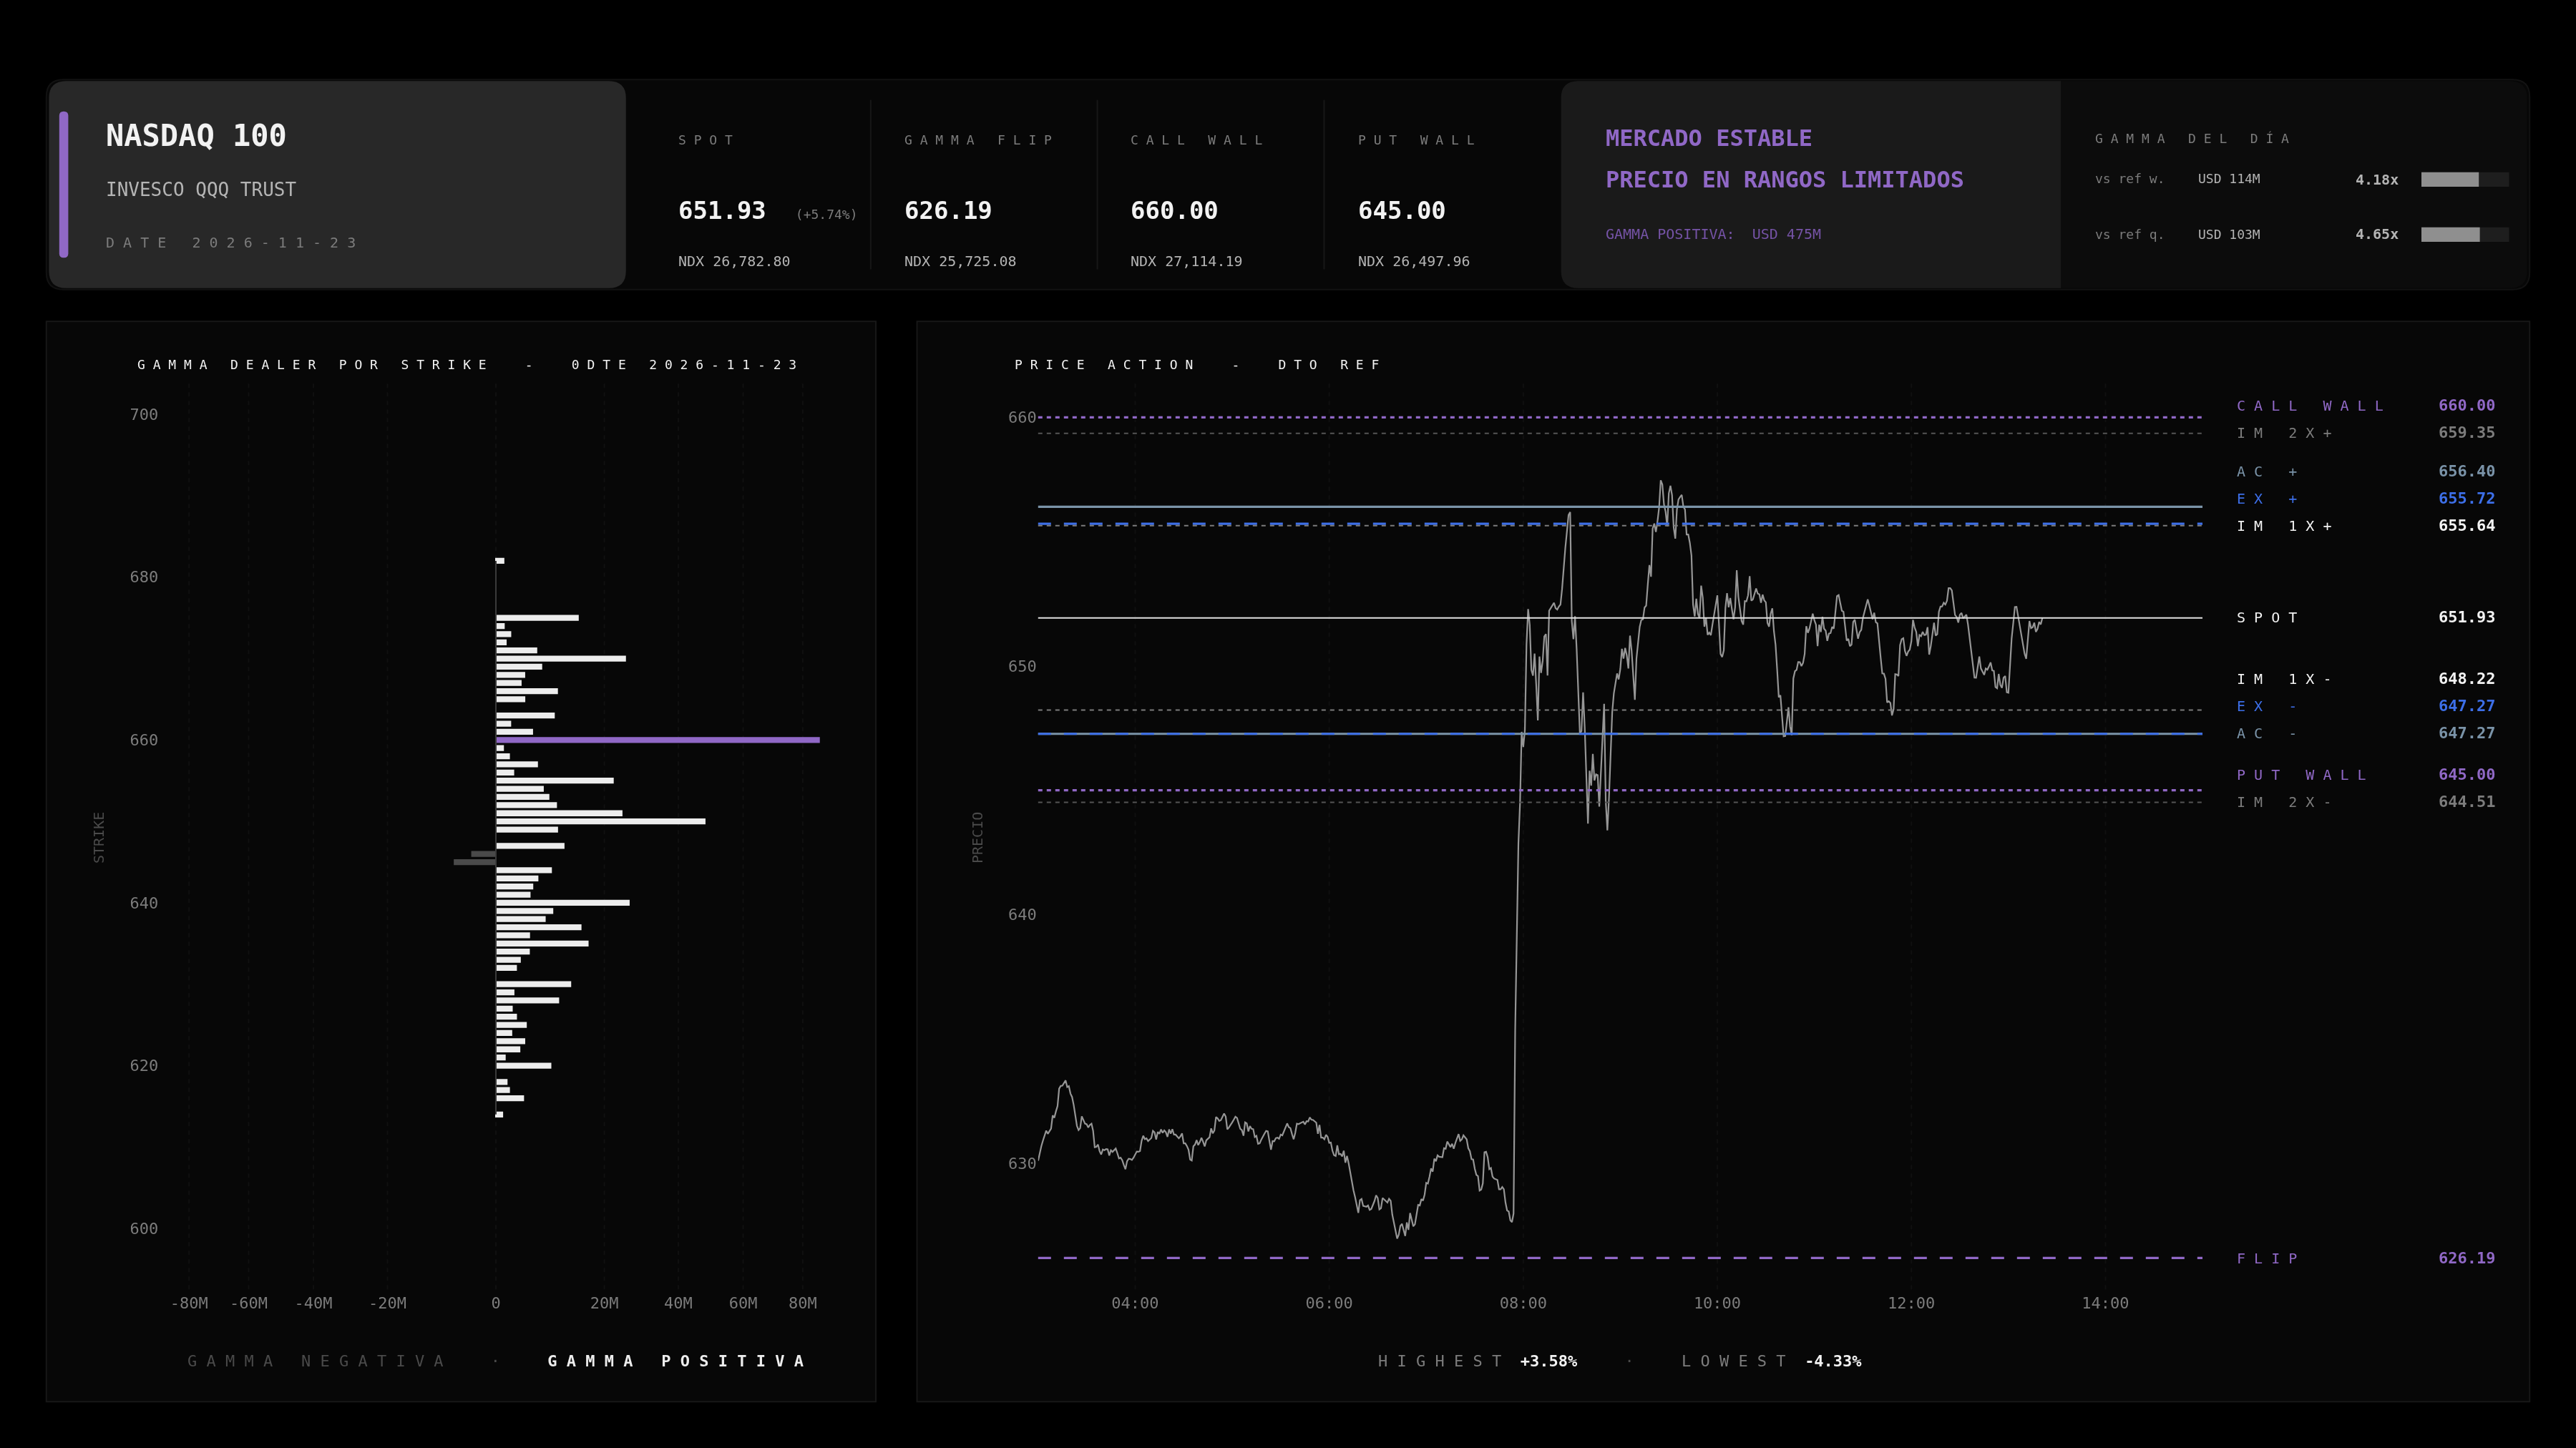 NASDAQ 100
INVESCO QQQ TRUST
DATE 2026-11-23
SPOT
651.93 (+5.74%)
NDX 26,782.80
GAMMA FLIP
626.19
NDX 25,725.08
CALL WALL
660.00
NDX 27,114.19
PUT WALL
645.00
NDX 26,497.96
MERCADO ESTABLE
PRECIO EN RANGOS LIMITADOS
GAMMA POSITIVA: USD 475M
GAMMA DEL DÍA
vs ref w. USD 114M 4.18x
vs ref q. USD 103M 4.65x
GAMMA DEALER POR STRIKE - 0DTE 2026-11-23
700
680
660
640
620
600
STRIKE
-80M -60M -40M -20M 0 20M 40M 60M 80M
GAMMA NEGATIVA · GAMMA POSITIVA
PRICE ACTION - DTO REF
660
650
640
630
PRECIO
04:00 06:00 08:00 10:00 12:00 14:00
CALL WALL 660.00
IM 2X+ 659.35
AC + 656.40
EX + 655.72
IM 1X+ 655.64
SPOT 651.93
IM 1X- 648.22
EX - 647.27
AC - 647.27
PUT WALL 645.00
IM 2X- 644.51
FLIP 626.19
HIGHEST +3.58% · LOWEST -4.33%